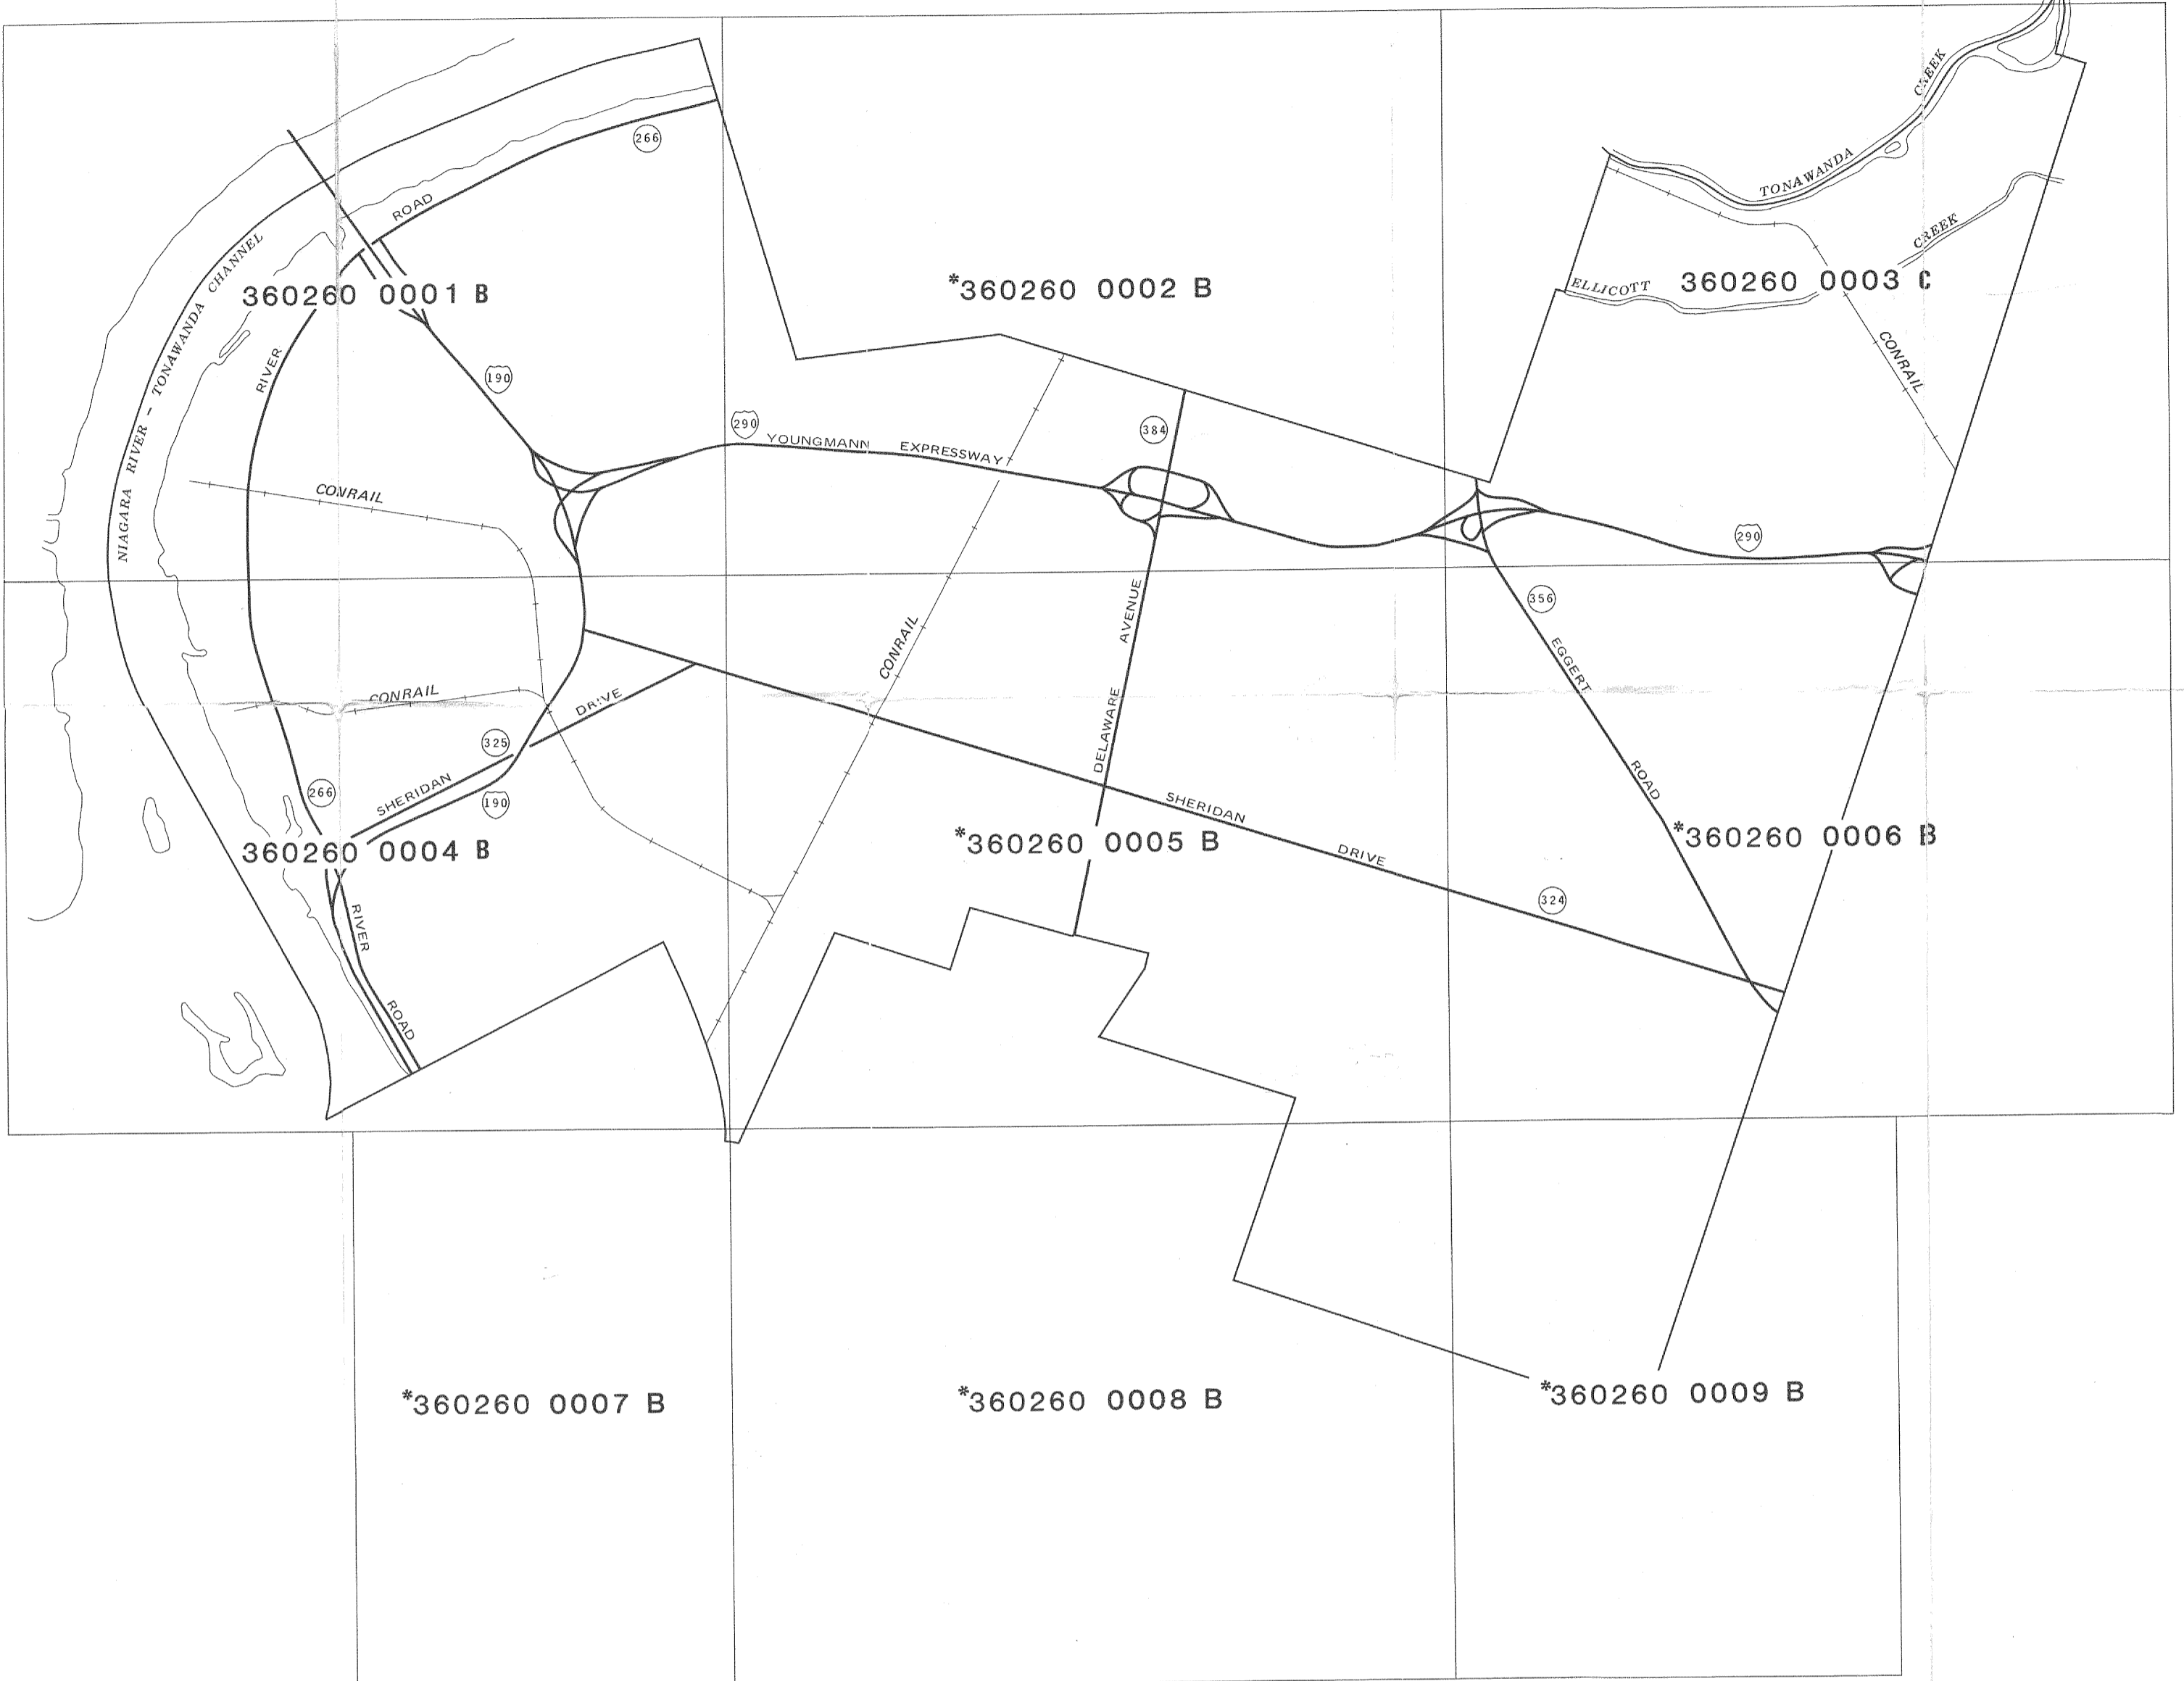 266
ROAD
NIAGARA RIVER - TONAWANDA CHANNEL
360260 0001 B
RIVER
190
CONRAIL
*360260 0002 B
290
YOUNGMANN EXPRESSWAY
384
TONAWANDA CREEK
CREEK
ELLICOTT
360260 0003 C
CONRAIL
290
CONRAIL
DRIVE
325
SHERIDAN
190
266
360260 0004 B
RIVER
ROAD
CONRAIL
DELAWARE AVENUE
SHERIDAN
DRIVE
*360260 0005 B
356
EGGERT
ROAD
*360260 0006 B
324
*360260 0007 B
*360260 0008 B
*360260 0009 B